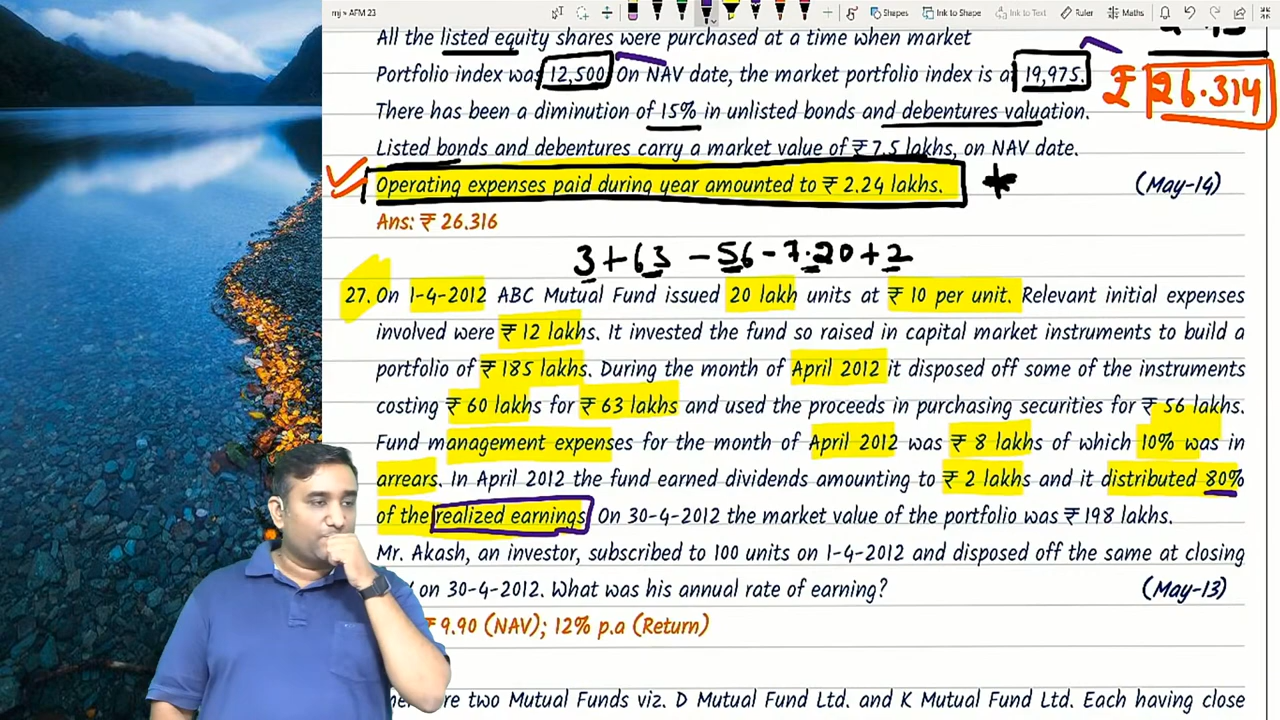 mj » AFM 23
Shapes
Ink to Shape
Ink to Text
Ruler
Maths
All the listed equity shares were purchased at a time when market
Portfolio index was 12,500. On NAV date, the market portfolio index is at 19,975.
₹ 26.314
There has been a diminution of 15% in unlisted bonds and debentures valuation.
Listed bonds and debentures carry a market value of ₹ 7.5 lakhs, on NAV date.
Operating expenses paid during year amounted to ₹ 2.24 lakhs. (May-14)
Ans: ₹ 26.316
3 + 63 - 56 - 7.20 + 2
27. On 1-4-2012 ABC Mutual Fund issued 20 lakh units at ₹ 10 per unit. Relevant initial expenses
involved were ₹ 12 lakhs. It invested the fund so raised in capital market instruments to build a
portfolio of ₹ 185 lakhs. During the month of April 2012 it disposed off some of the instruments
costing ₹ 60 lakhs for ₹ 63 lakhs and used the proceeds in purchasing securities for ₹ 56 lakhs.
Fund management expenses for the month of April 2012 was ₹ 8 lakhs of which 10% was in
arrears. In April 2012 the fund earned dividends amounting to ₹ 2 lakhs and it distributed 80%
of the realized earnings. On 30-4-2012 the market value of the portfolio was ₹ 198 lakhs.
Mr. Akash, an investor, subscribed to 100 units on 1-4-2012 and disposed off the same at closing
on 30-4-2012. What was his annual rate of earning? (May-13)
₹ 9.90 (NAV); 12% p.a (Return)
two Mutual Funds viz. D Mutual Fund Ltd. and K Mutual Fund Ltd. Each having close